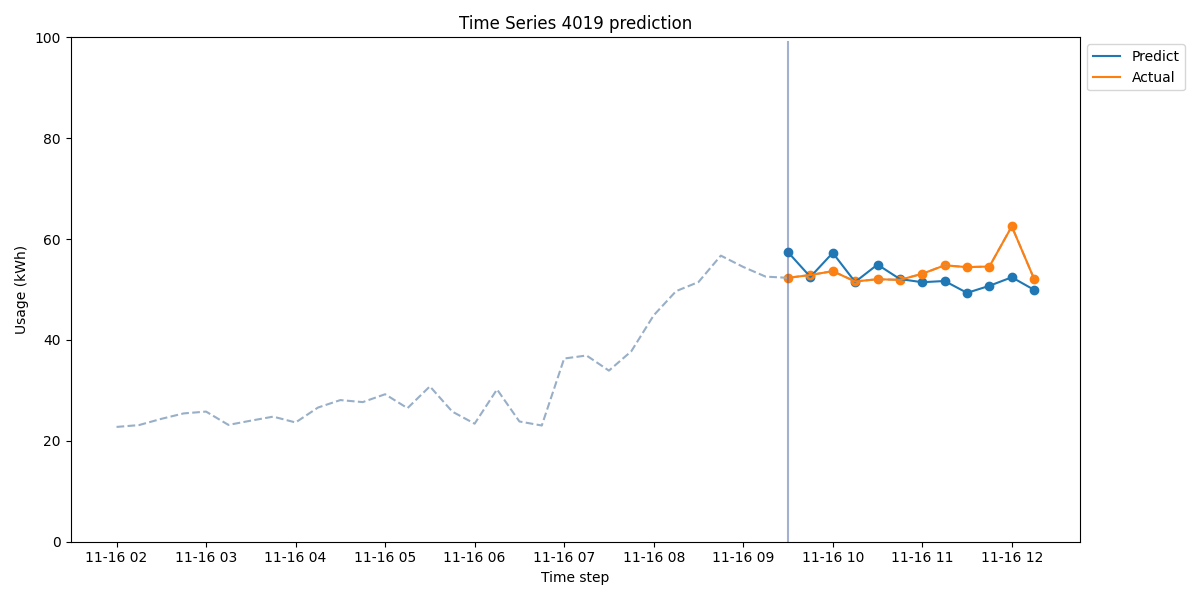 Time Series 4019 prediction
Predict
Actual
Usage (kWh)
100
80
60
40
20
0
11-16 02 11-16 03 11-16 04 11-16 05 11-16 06 11-16 07 11-16 08 11-16 09 11-16 10 11-16 11 11-16 12
Time step